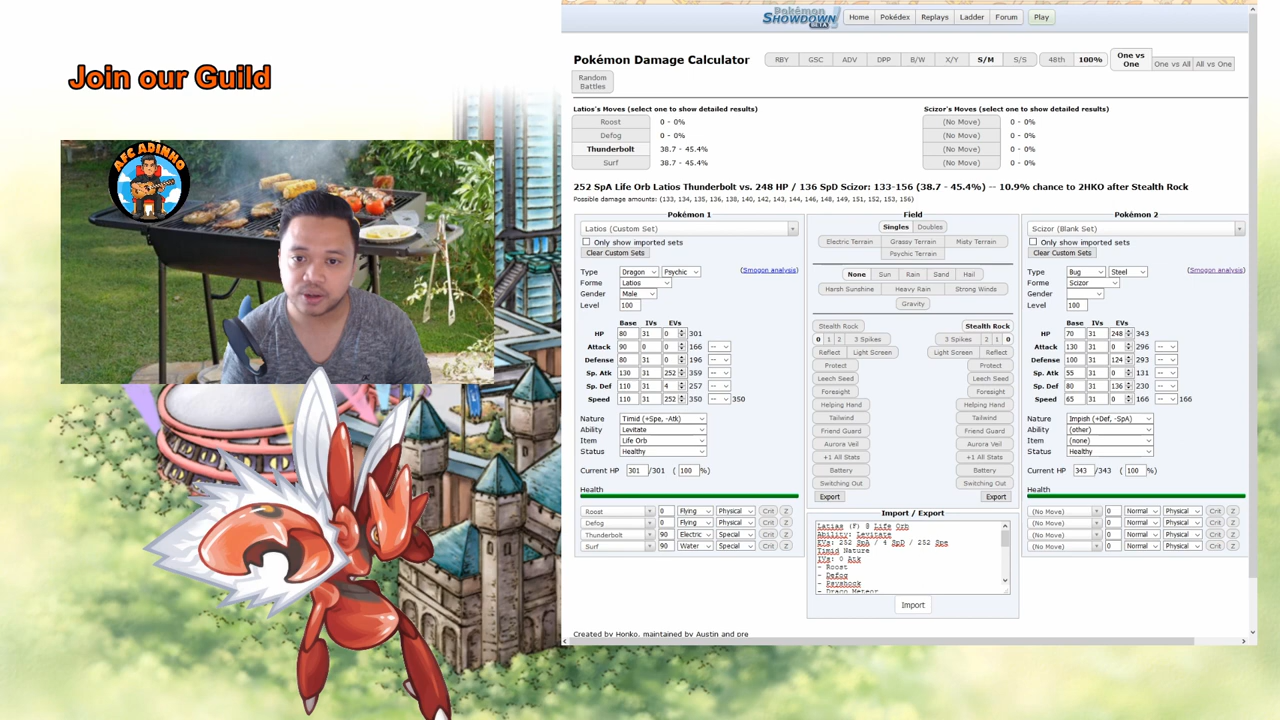 Join our Guild
AFC ADINHO
Pokémon
SHOWDOWN
BETA
Home
Pokédex
Replays
Ladder
Forum
Play
Pokémon Damage Calculator
RBY
GSC
ADV
DPP
B/W
X/Y
S/M
S/S
48th
100%
One vs
One
One vs All
All vs One
Random
Battles
Latios's Moves (select one to show detailed results)
Roost 0 - 0%
Defog 0 - 0%
Thunderbolt 38.7 - 45.4%
Surf 38.7 - 45.4%
Scizor's Moves (select one to show detailed results)
(No Move) 0 - 0%
(No Move) 0 - 0%
(No Move) 0 - 0%
(No Move) 0 - 0%
252 SpA Life Orb Latios Thunderbolt vs. 248 HP / 136 SpD Scizor: 133-156 (38.7 - 45.4%) -- 10.9% chance to 2HKO after Stealth Rock
Possible damage amounts: (133, 134, 135, 136, 138, 140, 142, 143, 144, 146, 148, 149, 151, 152, 153, 156)
Pokémon 1
Latios (Custom Set)
Only show imported sets
Clear Custom Sets
Type Dragon Psychic (Smogon analysis)
Forme Latios
Gender Male
Level 100
Base IVs EVs
HP 80 31 0 301
Attack 90 0 0 166 --
Defense 80 31 0 196 --
Sp. Atk 130 31 252 359 --
Sp. Def 110 31 4 257 --
Speed 110 31 252 350 -- 350
Nature Timid (+Spe, -Atk)
Ability Levitate
Item Life Orb
Status Healthy
Current HP 301 /301 ( 100 %)
Health
Roost 0 Flying Physical Crit Z
Defog 0 Flying Physical Crit Z
Thunderbolt 90 Electric Special Crit Z
Surf 90 Water Special Crit Z
Field
Singles Doubles
Electric Terrain Grassy Terrain Misty Terrain
Psychic Terrain
None Sun Rain Sand Hail
Harsh Sunshine Heavy Rain Strong Winds
Gravity
Stealth Rock Stealth Rock
0 1 2 3 Spikes 3 Spikes 2 1 0
Reflect Light Screen Light Screen Reflect
Protect Protect
Leech Seed Leech Seed
Foresight Foresight
Helping Hand Helping Hand
Tailwind Tailwind
Friend Guard Friend Guard
Aurora Veil Aurora Veil
+1 All Stats +1 All Stats
Battery Battery
Switching Out Switching Out
Export Export
Import / Export
Latias (F) @ Life Orb
Ability: Levitate
EVs: 252 SpA / 4 SpD / 252 Spe
Timid Nature
IVs: 0 Atk
- Roost
- Defog
- Psyshock
- Draco Meteor
Import
Pokémon 2
Scizor (Blank Set)
Only show imported sets
Clear Custom Sets
Type Bug Steel (Smogon analysis)
Forme Scizor
Gender
Level 100
Base IVs EVs
HP 70 31 248 343
Attack 130 31 0 296 --
Defense 100 31 124 293 --
Sp. Atk 55 31 0 131 --
Sp. Def 80 31 136 230 --
Speed 65 31 0 166 -- 166
Nature Impish (+Def, -SpA)
Ability (other)
Item (none)
Status Healthy
Current HP 343 /343 ( 100 %)
Health
(No Move) 0 Normal Physical Crit Z
(No Move) 0 Normal Physical Crit Z
(No Move) 0 Normal Physical Crit Z
(No Move) 0 Normal Physical Crit Z
Created by Honko, maintained by Austin and pre